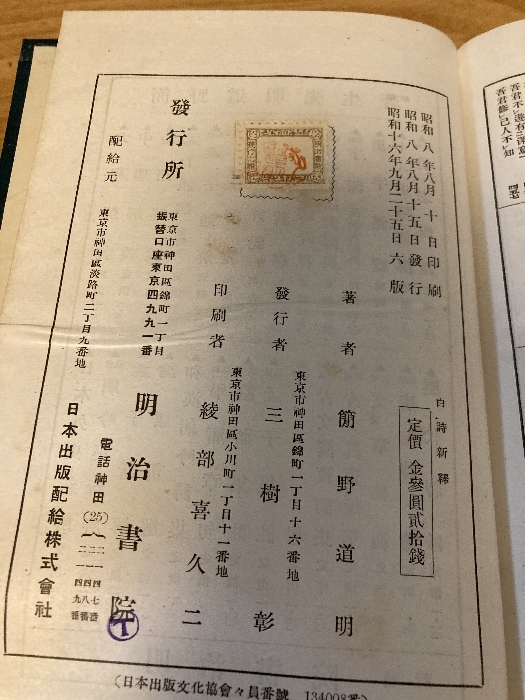 昭和八年八月十日印刷
昭和八年八月十五日發行
昭和十六年九月二十五日六版
白詩新釋
定價 金參圓貳拾錢
著者 簡野道明
東京市神田區錦町一丁目十六番地
發行者 三樹彰
東京市神田區小川町一丁目十一番地
印刷者 綾部喜久二
發行所
東京市神田區錦町一丁目
振替口座東京四九九一番
明治書院
電話神田(25)
配給元
東京市神田區淡路町二丁目九番地
日本出版配給株式會社
(日本出版文化協會々員番號 134008番)